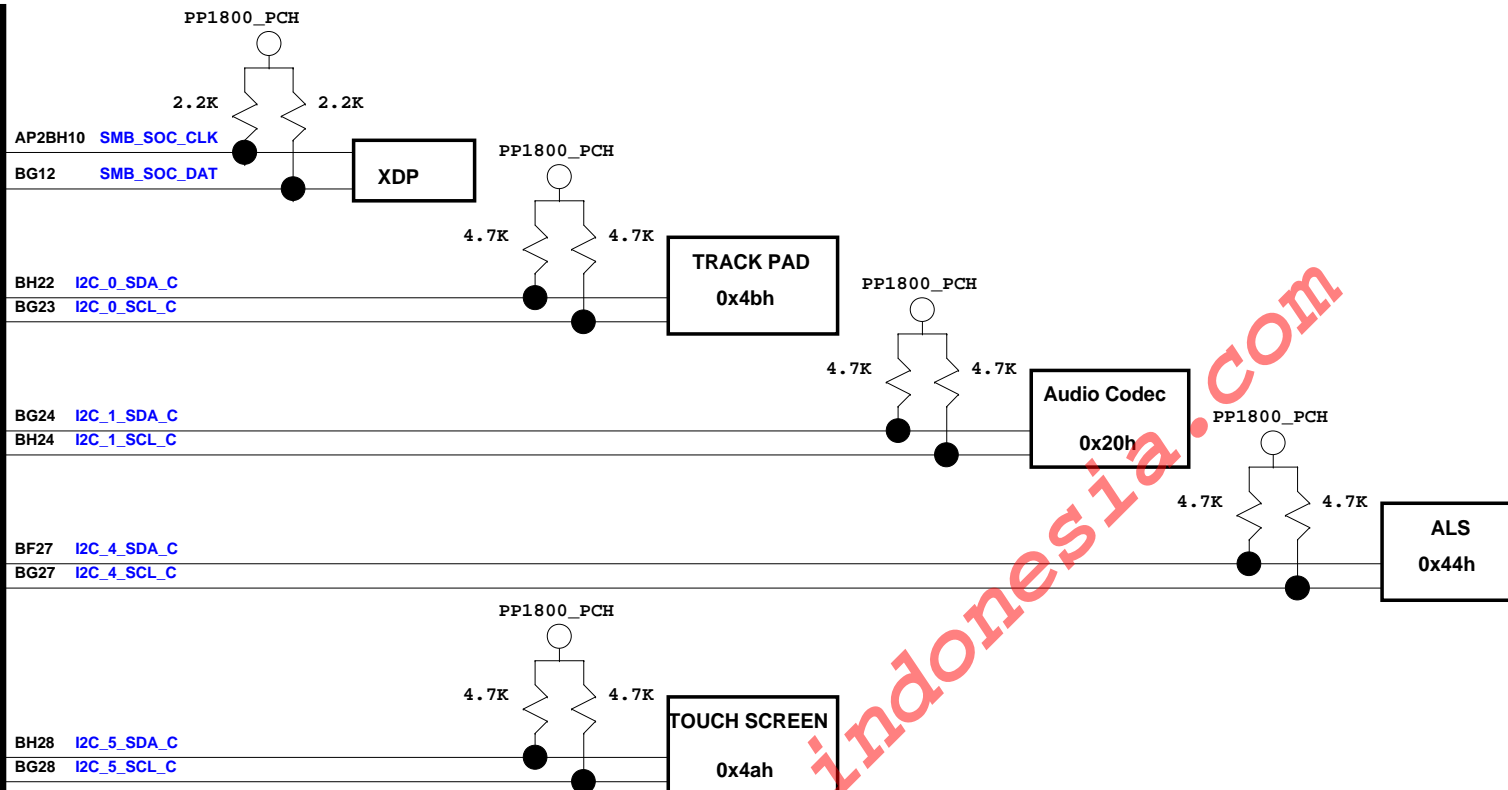 PP1800_PCH
2.2K 2.2K
AP2BH10 SMB_SOC_CLK
BG12 SMB_SOC_DAT
XDP
PP1800_PCH
4.7K 4.7K
BH22 I2C_0_SDA_C
BG23 I2C_0_SCL_C
TRACK PAD
0x4bh
PP1800_PCH
4.7K 4.7K
BG24 I2C_1_SDA_C
BH24 I2C_1_SCL_C
Audio Codec
0x20h
PP1800_PCH
4.7K 4.7K
BF27 I2C_4_SDA_C
BG27 I2C_4_SCL_C
ALS
0x44h
PP1800_PCH
4.7K 4.7K
BH28 I2C_5_SDA_C
BG28 I2C_5_SCL_C
TOUCH SCREEN
0x4ah
indonesia.com